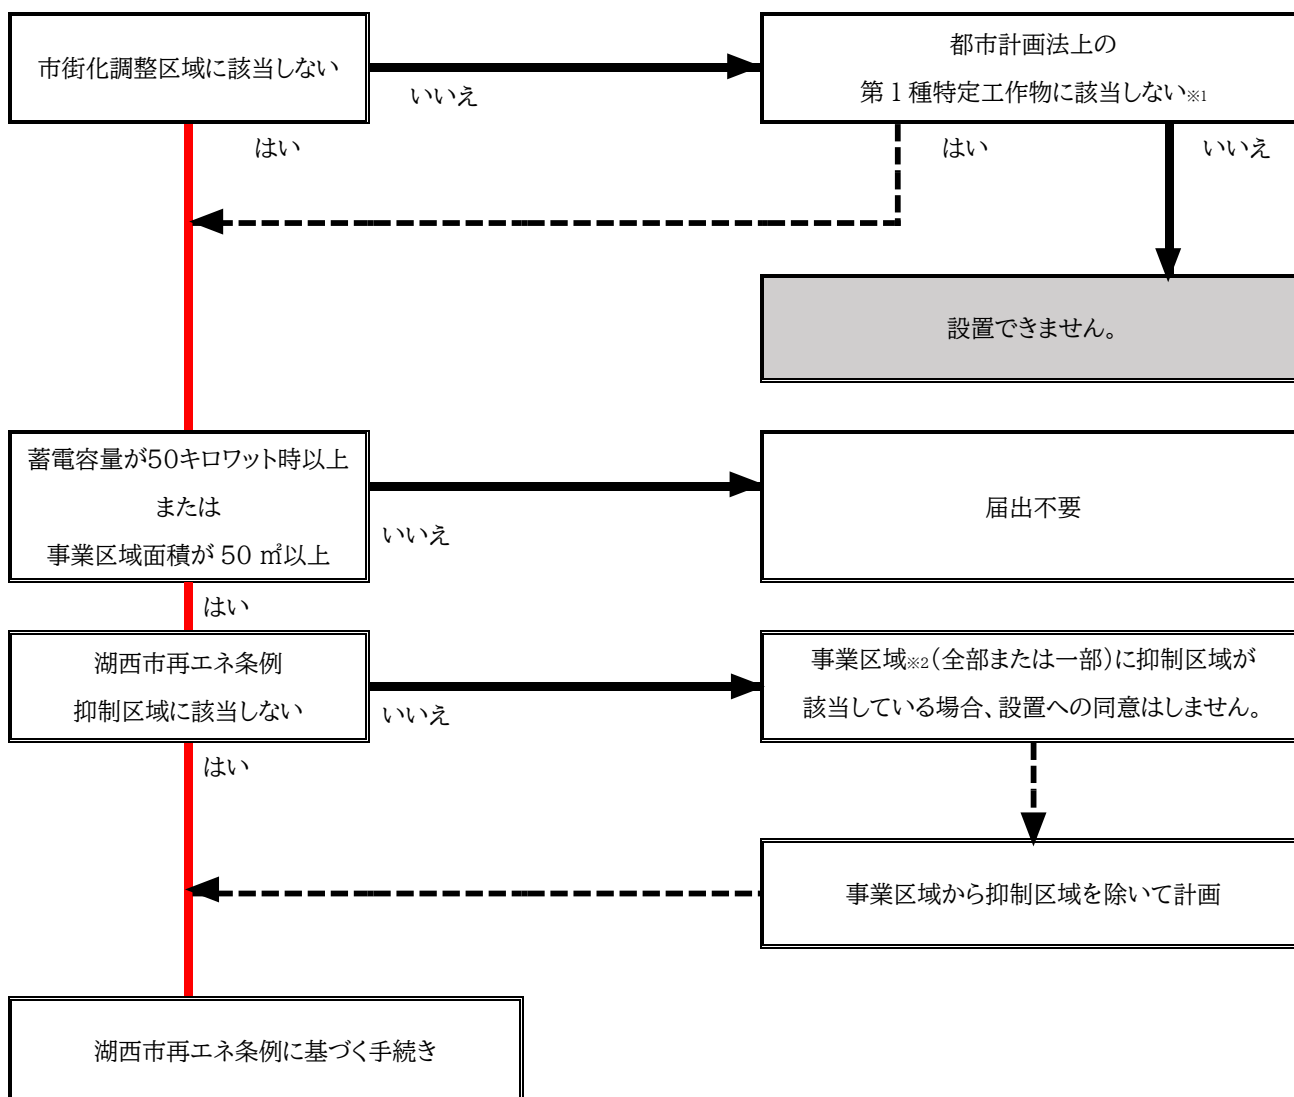 市街化調整区域に該当しない
いいえ
都市計画法上の
第1種特定工作物に該当しない※1
はい
はい
いいえ
設置できません。
蓄電容量が50キロワット時以上
または
事業区域面積が 50 ㎡以上
いいえ
届出不要
はい
湖西市再エネ条例
抑制区域に該当しない
いいえ
事業区域※2(全部または一部)に抑制区域が
該当している場合、設置への同意はしません。
はい
事業区域から抑制区域を除いて計画
湖西市再エネ条例に基づく手続き